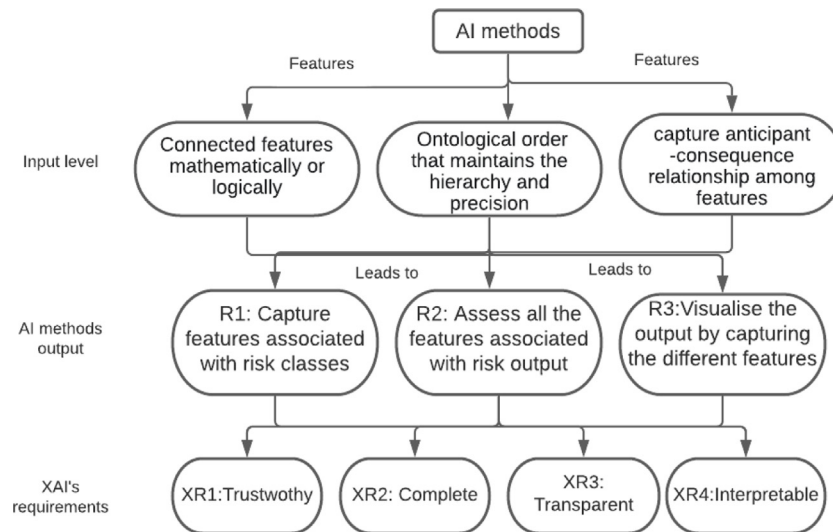 AI methods
Features
Features
Input level
Connected features
mathematically or
logically
Ontological order
that maintains the
hierarchy and
precision
capture anticipant
-consequence
relationship among
features
Leads to
Leads to
AI methods
output
R1: Capture
features associated
with risk classes
R2: Assess all the
features associated
with risk output
R3:Visualise the
output by capturing
the different features
XAI's
requirements
XR1:Trustwothy
XR2: Complete
XR3:
Transparent
XR4:Interpretable